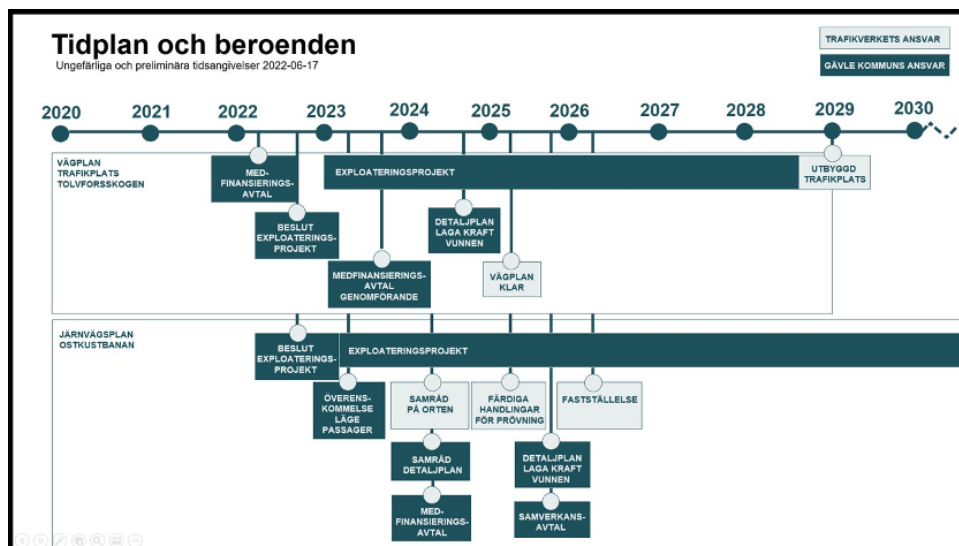 Tidplan och beroenden
Ungefärliga och preliminära tidsangivelser 2022-06-17
TRAFIKVERKETS ANSVAR
GÄVLE KOMMUNS ANSVAR
2020
2021
2022
2023
2024
2025
2026
2027
2028
2029
2030
VÄGPLAN
TRAFIKPLATS
TOLVFORSSKOGEN
MED-
FINANSIERINGS-
AVTAL
EXPLOATERINGSPROJEKT
UTBYGGD
TRAFIKPLATS
BESLUT
EXPLOATERINGS-
PROJEKT
DETALJPLAN
LAGA KRAFT
VUNNEN
MEDFINANSIERINGS-
AVTAL
GENOMFÖRANDE
VÄGPLAN
KLAR
JÄRNVÄGSPLAN
OSTKUSTBANAN
BESLUT
EXPLOATERINGS-
PROJEKT
EXPLOATERINGSPROJEKT
ÖVERENS-
KOMMELSE
LÄGE
PASSAGER
SAMRÅD
PÅ ORTEN
FÄRDIGA
HANDLINGAR
FÖR PRÖVNING
FASTSTÄLLELSE
SAMRÅD
DETALJPLAN
DETALJPLAN
LAGA KRAFT
VUNNEN
MED-
FINANSIERINGS-
AVTAL
SAMVERKANS-
AVTAL